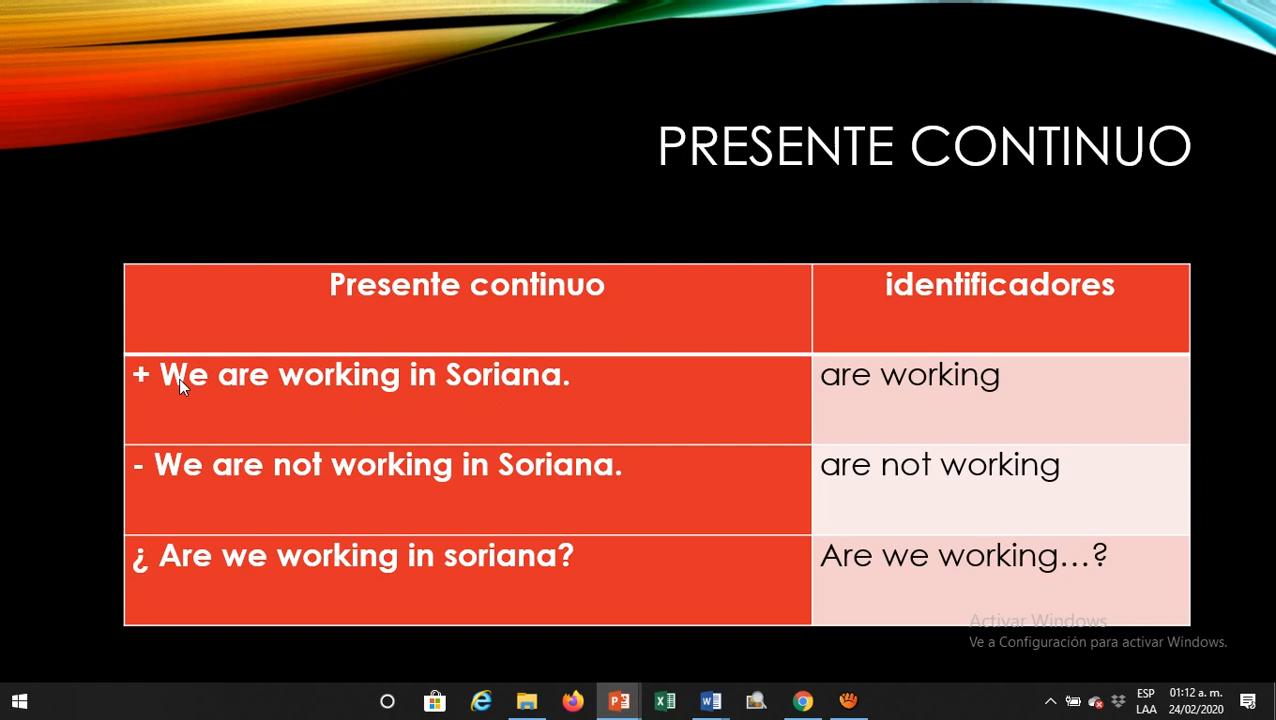 PRESENTE CONTINUO
Presente continuo
identificadores
+ We are working in Soriana.
are working
- We are not working in Soriana.
are not working
¿ Are we working in soriana?
Are we working…?
Activar Windows
Ve a Configuración para activar Windows.
ESP
LAA
01:12 a. m.
24/02/2020